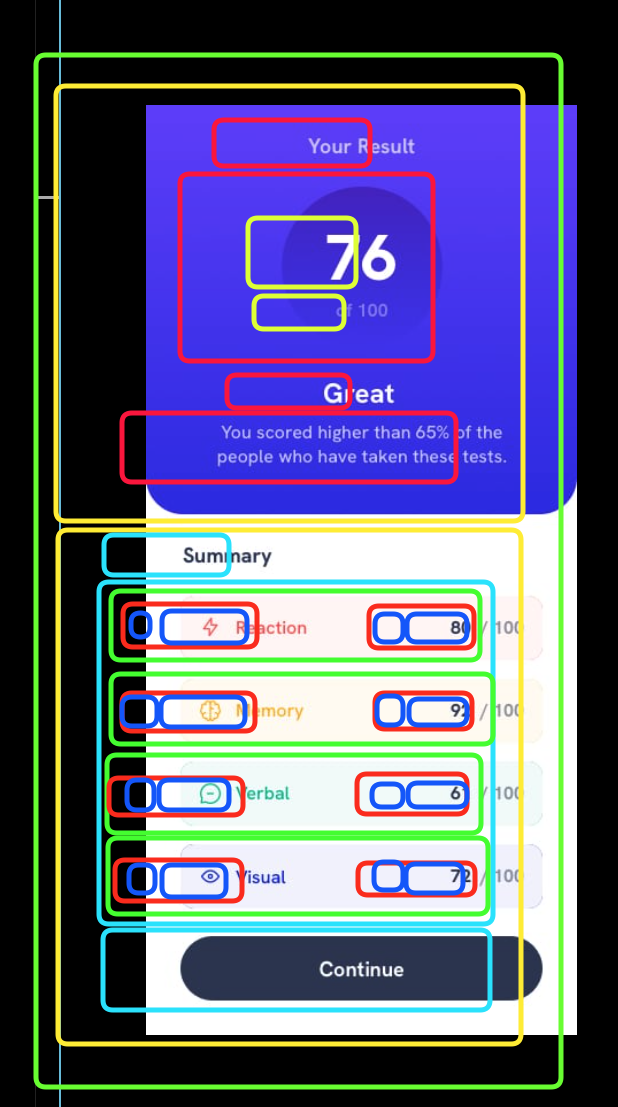 Your Result
76
of 100
Great
You scored higher than 65% of the
people who have taken these tests.
Summary
Reaction 80 / 100
Memory 92 / 100
Verbal 61 / 100
Visual 72 / 100
Continue